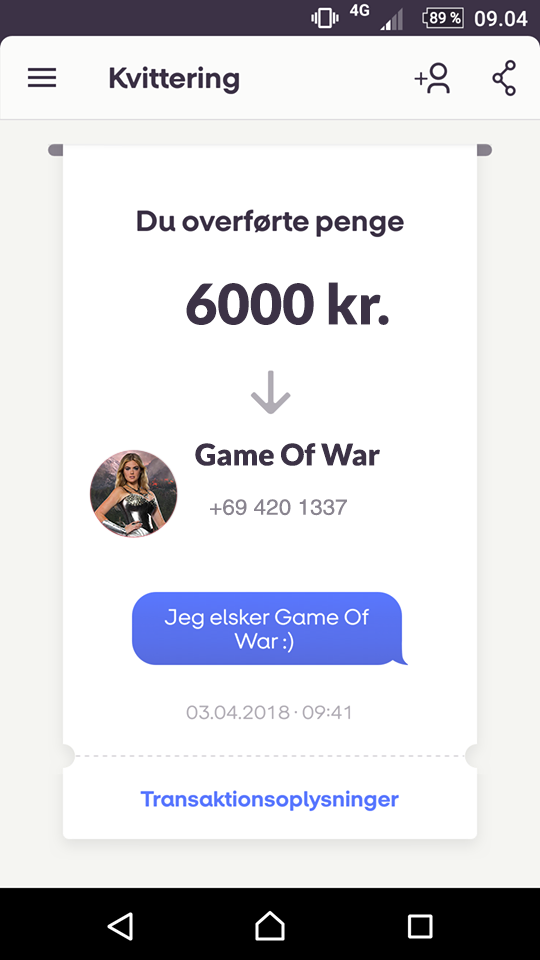 4G 89 % 09.04
Kvittering
Du overførte penge
6000 kr.
Game Of War
+69 420 1337
Jeg elsker Game Of
War :)
03.04.2018 · 09:41
Transaktionsoplysninger